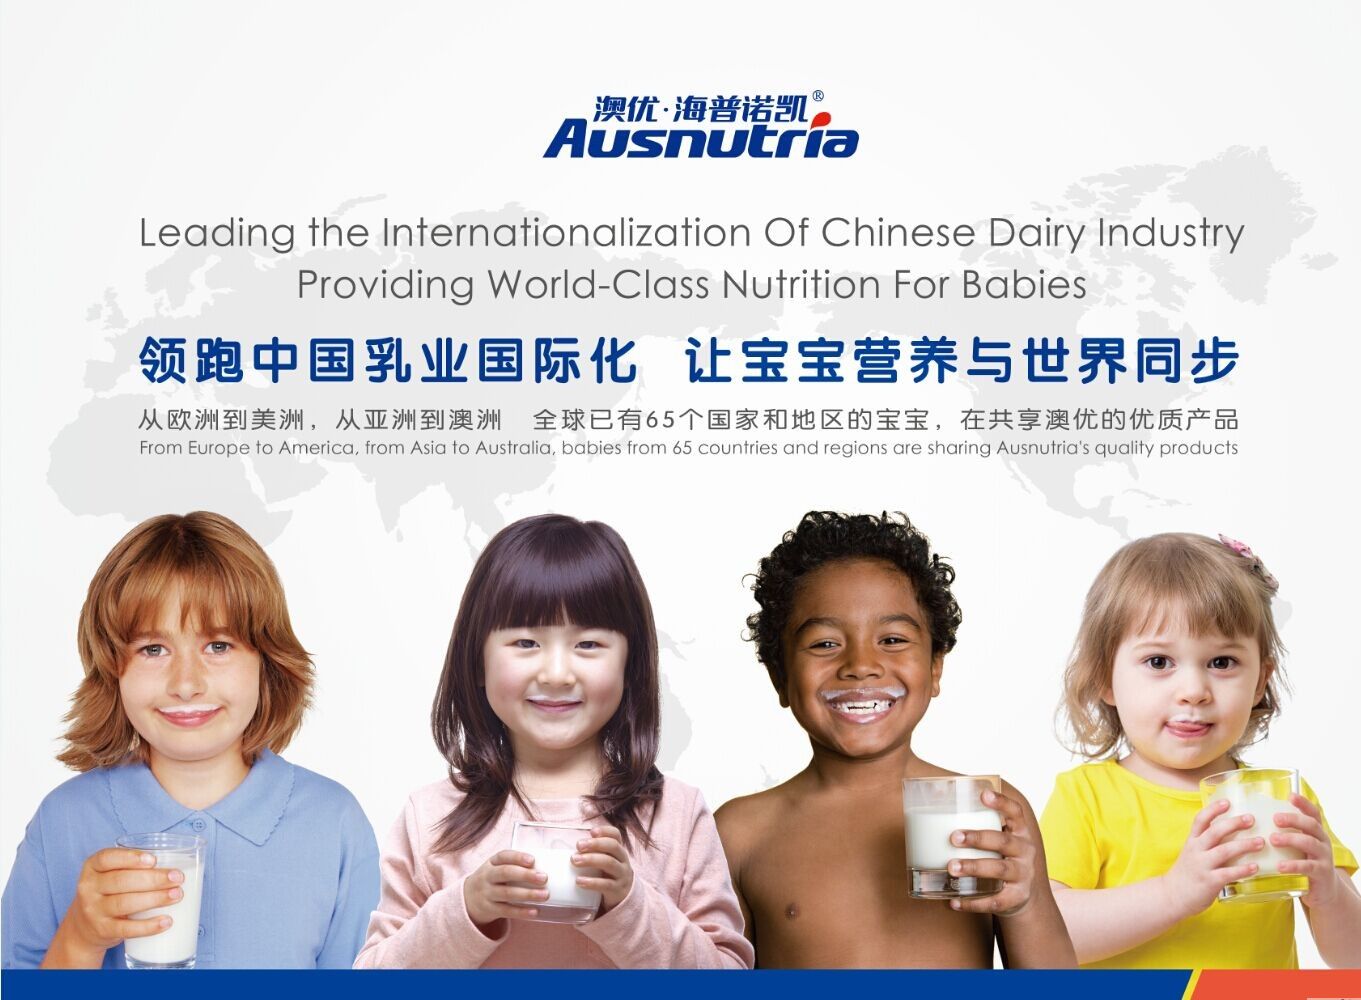 澳优·海普诺凯®
Ausnutria
Leading the Internationalization Of Chinese Dairy Industry
Providing World-Class Nutrition For Babies
领跑中国乳业国际化 让宝宝营养与世界同步
从欧洲到美洲，从亚洲到澳洲 全球已有65个国家和地区的宝宝，在共享澳优的优质产品
From Europe to America, from Asia to Australia, babies from 65 countries and regions are sharing Ausnutria's quality products